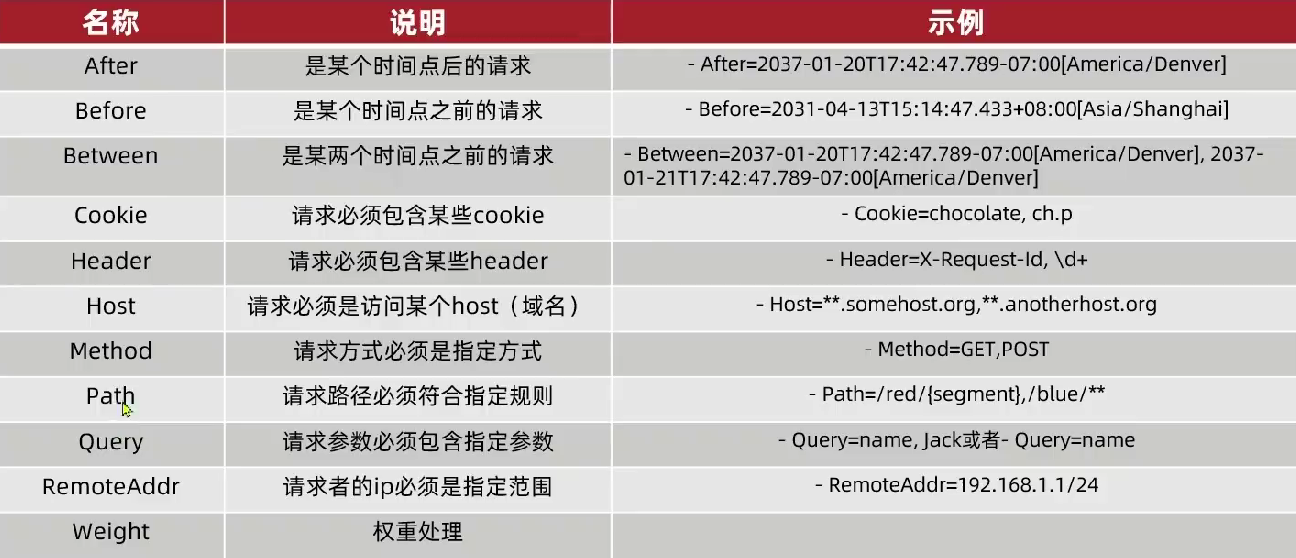 名称 说明 示例
After 是某个时间点后的请求 - After=2037-01-20T17:42:47.789-07:00[America/Denver]
Before 是某个时间点之前的请求 - Before=2031-04-13T15:14:47.433+08:00[Asia/Shanghai]
Between 是某两个时间点之前的请求 - Between=2037-01-20T17:42:47.789-07:00[America/Denver], 2037-
01-21T17:42:47.789-07:00[America/Denver]
Cookie 请求必须包含某些cookie - Cookie=chocolate, ch.p
Header 请求必须包含某些header - Header=X-Request-Id, \d+
Host 请求必须是访问某个host（域名） - Host=**.somehost.org,**.anotherhost.org
Method 请求方式必须是指定方式 - Method=GET,POST
Path 请求路径必须符合指定规则 - Path=/red/{segment},/blue/**
Query 请求参数必须包含指定参数 - Query=name, Jack或者- Query=name
RemoteAddr 请求者的ip必须是指定范围 - RemoteAddr=192.168.1.1/24
Weight 权重处理